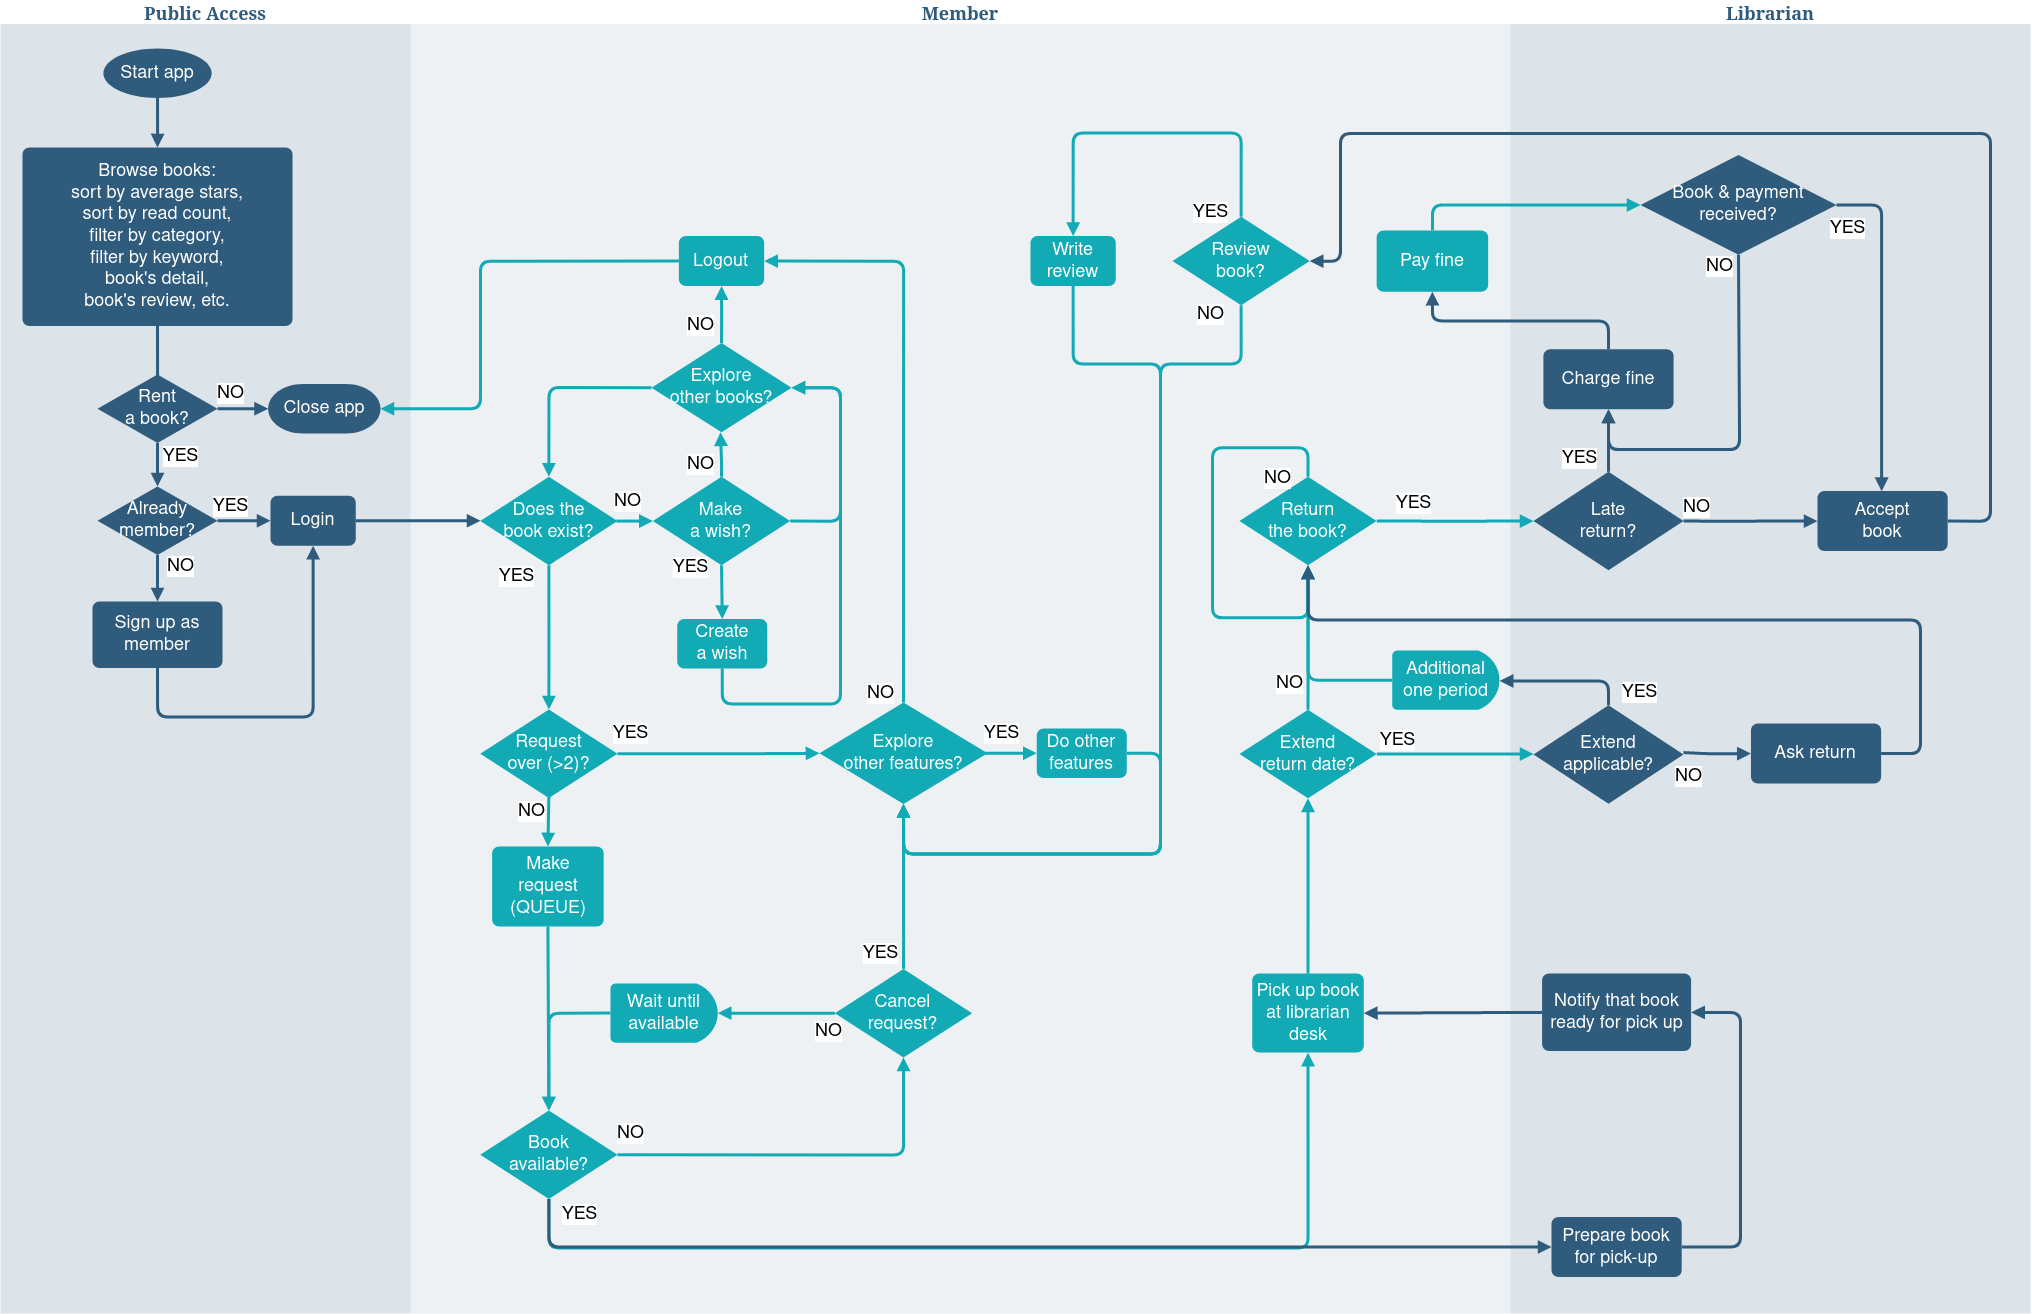 Public Access
Member
Librarian
Start app
Browse books:
sort by average stars,
sort by read count,
filter by category,
filter by keyword,
book's detail,
book's review, etc.
Rent
a book?
NO
Close app
YES
Already
member?
YES
Login
NO
Sign up as
member
Logout
NO
Explore
other books?
NO
Does the
book exist?
NO
Make
a wish?
YES
YES
Create
a wish
Request
over (>2)?
YES
NO
Explore
other features?
YES
Do other
features
NO
Make
request
(QUEUE)
YES
Wait until
available
NO
Cancel
request?
Book
available?
NO
YES
Write
review
YES
Review
book?
NO
Pay fine
Book & payment
received?
YES
NO
Charge fine
YES
NO
Return
the book?
YES
Late
return?
NO
Accept
book
Additional
one period
YES
NO
Extend
return date?
YES
Extend
applicable?
NO
Ask return
Pick up book
at librarian
desk
Notify that book
ready for pick up
Prepare book
for pick-up